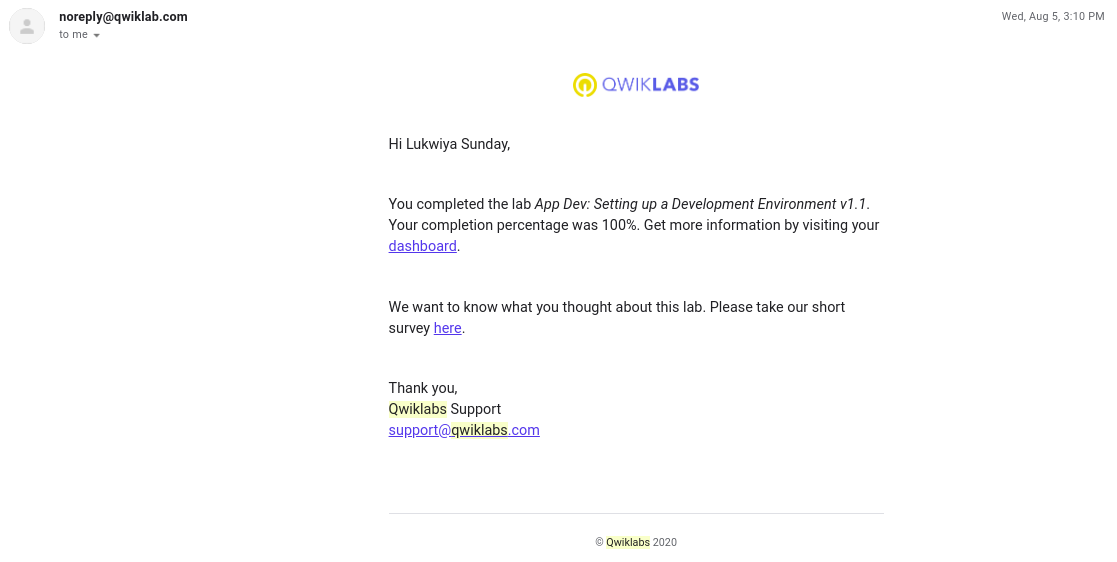 noreply@qwiklab.com
Wed, Aug 5, 3:10 PM
to me
QWIKLABS
Hi Lukwiya Sunday,
You completed the lab App Dev: Setting up a Development Environment v1.1.
Your completion percentage was 100%. Get more information by visiting your
dashboard.
We want to know what you thought about this lab. Please take our short
survey here.
Thank you,
Qwiklabs Support
support@qwiklabs.com
© Qwiklabs 2020